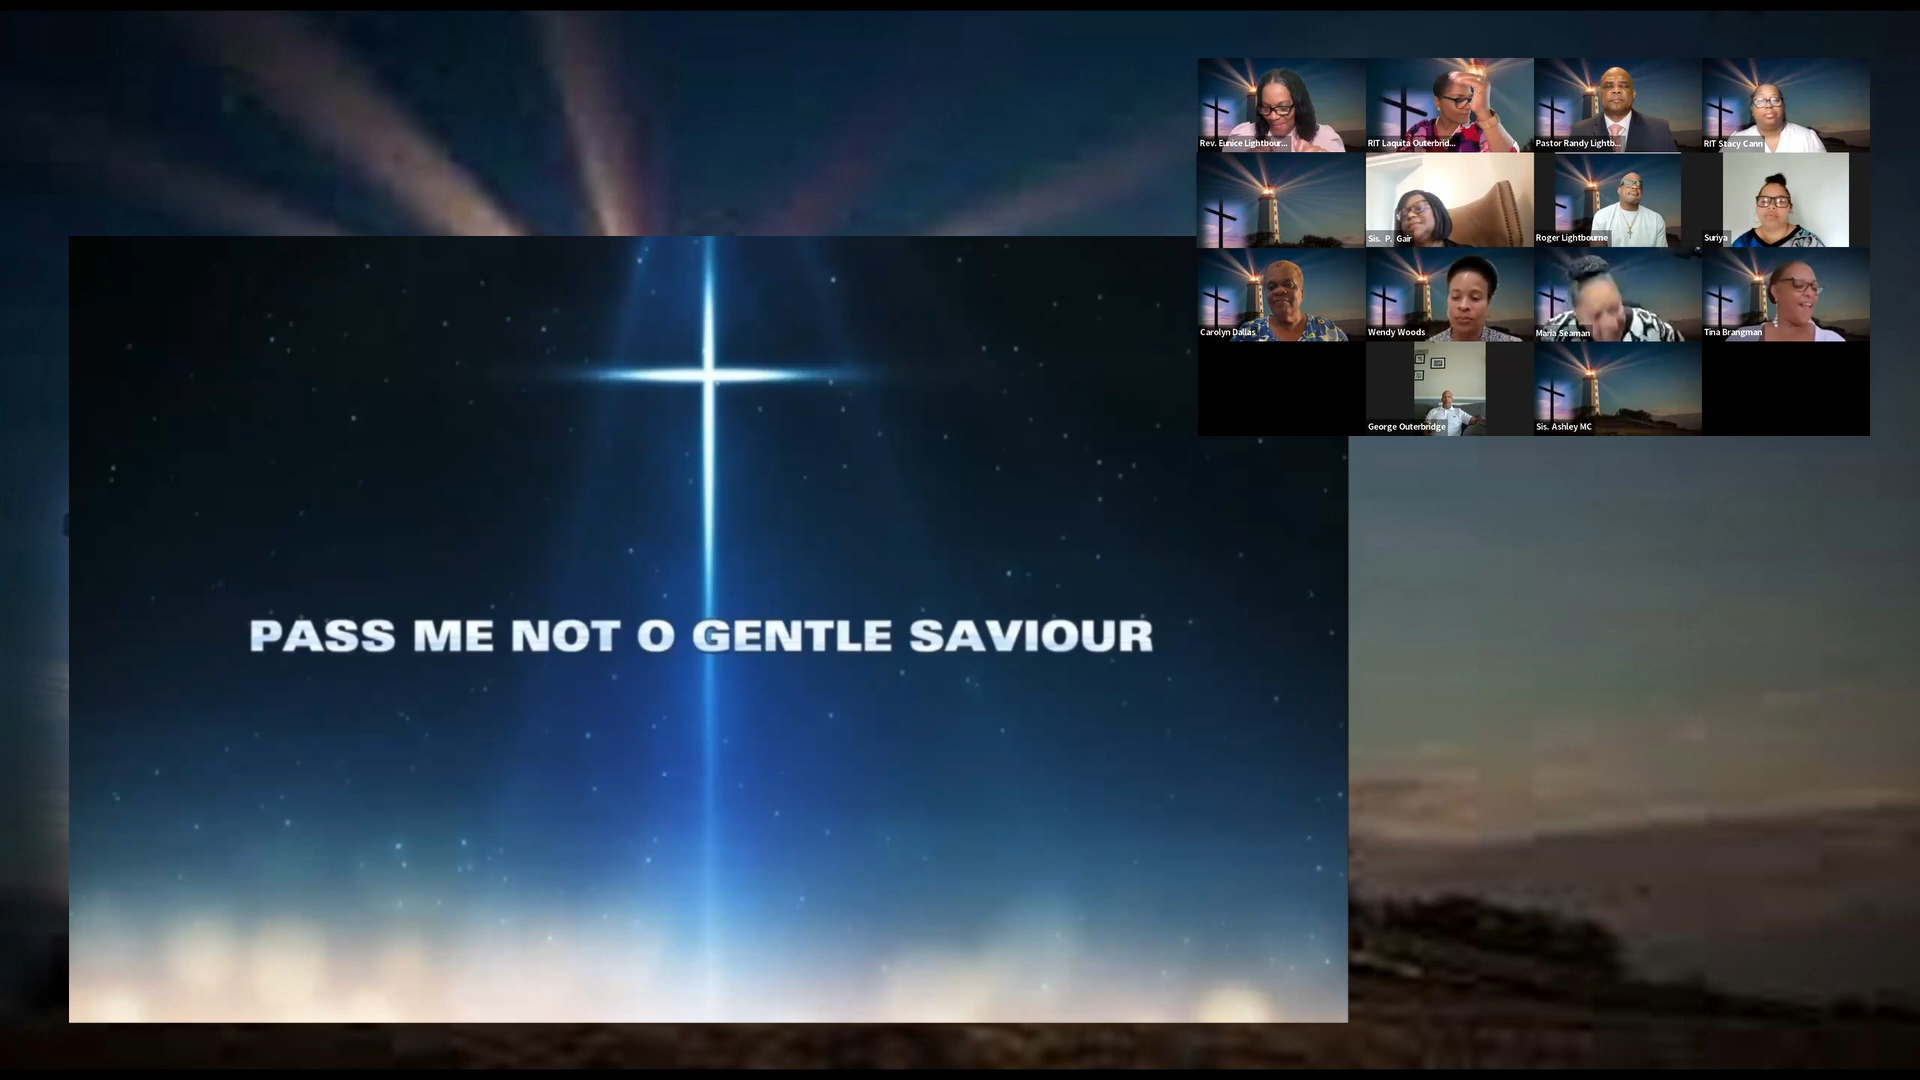 Rev. Eunice Lightbour...
RIT Laquita Outerbrid...
Pastor Randy Lightb...
RIT Stacy Cann
Sis. P. Gair
Roger Lightbourne
Suriya
Carolyn Dallas
Wendy Woods
Maria Seaman
Tina Brangman
George Outerbridge
Sis. Ashley MC
PASS ME NOT O GENTLE SAVIOUR